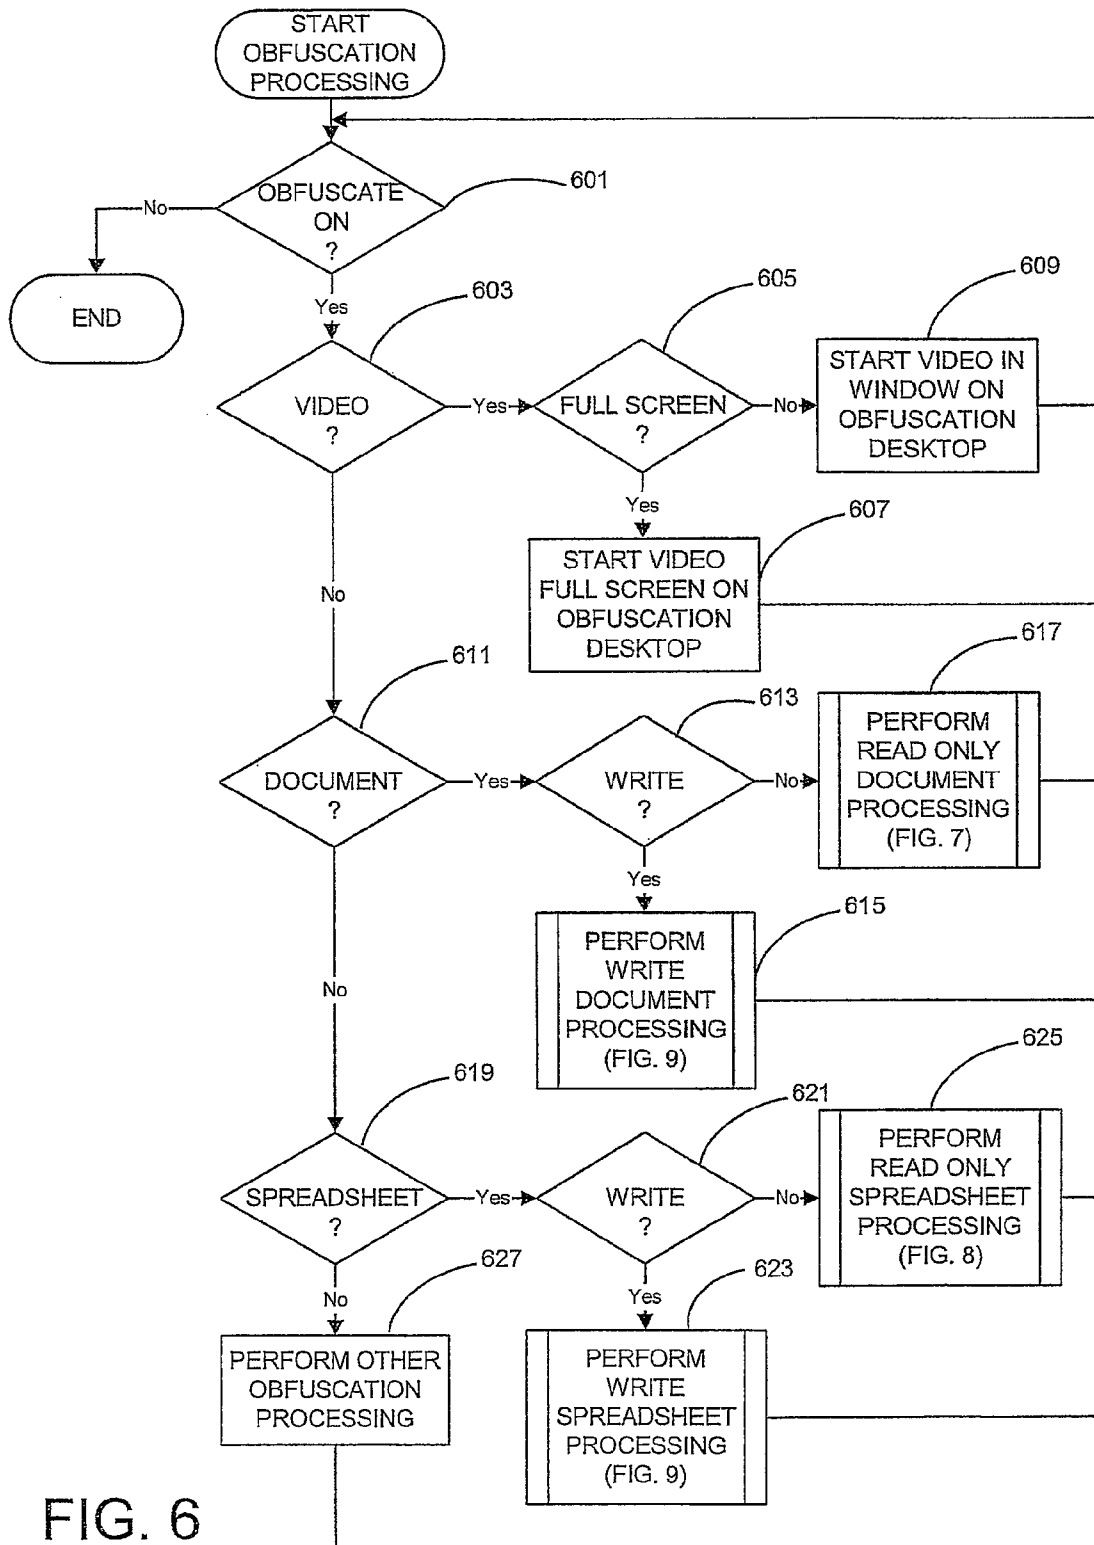 START
OBFUSCATION
PROCESSING
OBFUSCATE
ON
?
601
No
END
Yes
603
605
609
VIDEO
?
Yes
FULL SCREEN
?
No
START VIDEO IN
WINDOW ON
OBFUSCATION
DESKTOP
Yes
607
START VIDEO
FULL SCREEN ON
OBFUSCATION
DESKTOP
No
611
613
617
DOCUMENT
?
Yes
WRITE
?
No
PERFORM
READ ONLY
DOCUMENT
PROCESSING
(FIG. 7)
Yes
615
PERFORM
WRITE
DOCUMENT
PROCESSING
(FIG. 9)
No
619
621
625
SPREADSHEET
?
Yes
WRITE
?
No
PERFORM
READ ONLY
SPREADSHEET
PROCESSING
(FIG. 8)
No
627
Yes
623
PERFORM OTHER
OBFUSCATION
PROCESSING
PERFORM
WRITE
SPREADSHEET
PROCESSING
(FIG. 9)
FIG. 6